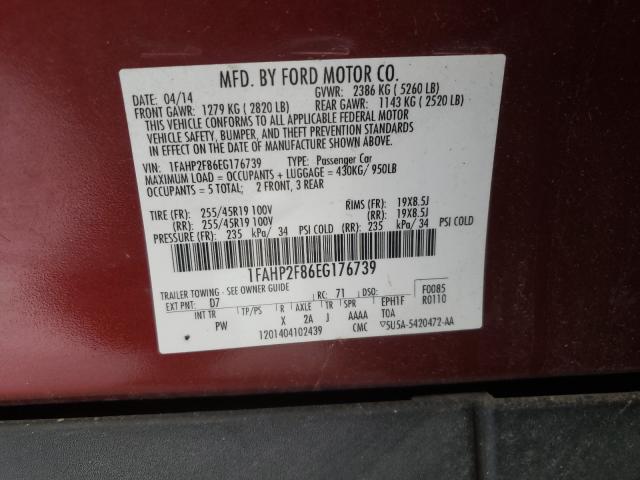 MFD. BY FORD MOTOR CO.
DATE: 04/14 GVWR: 2386 KG ( 5260 LB)
FRONT GAWR: 1279 KG ( 2820 LB) REAR GAWR: 1143 KG ( 2520 LB)
THIS VEHICLE CONFORMS TO ALL APPLICABLE FEDERAL MOTOR
VEHICLE SAFETY, BUMPER, AND THEFT PREVENTION STANDARDS
IN EFFECT ON THE DATE OF MANUFACTURE SHOWN ABOVE.
VIN: 1FAHP2F86EG176739 TYPE: Passenger Car
MAXIMUM LOAD = OCCUPANTS + LUGGAGE = 430KG/ 950LB
OCCUPANTS = 5 TOTAL: 2 FRONT, 3 REAR
TIRE (FR): 255/45R19 100V RIMS (FR): 19X8.5J
(RR): 255/45R19 100V (RR): 19X8.5J
PRESSURE (FR): 235 kPa/ 34 PSI COLD (RR): 235 kPa/ 34 PSI COLD
1FAHP2F86EG176739
TRAILER TOWING - SEE OWNER GUIDE
EXT PNT: D7 RC: 71 DSO: F0085
INT TR TP/PS R AXLE TR SPR EPH1F R0110
PW X 2A J AAAA TOA
1201404102439 CMC ▽5U5A-5420472-AA